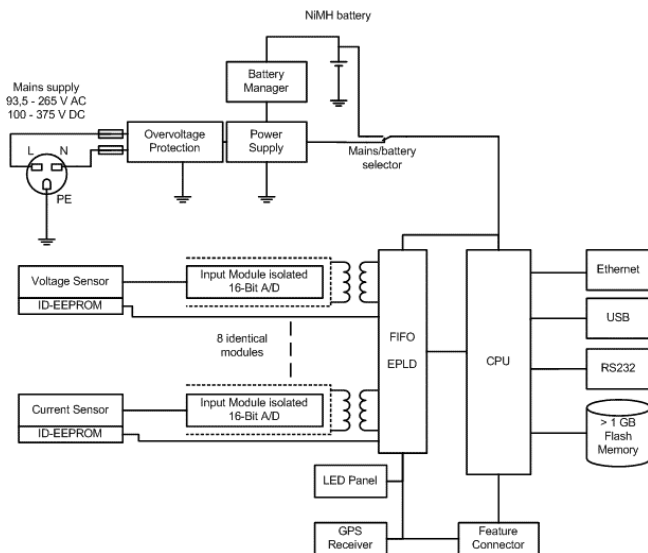 NiMH battery
Battery
Manager
Mains supply
93,5 - 265 V AC
100 - 375 V DC
L
N
PE
Overvoltage
Protection
Power
Supply
Mains/battery
selector
Voltage Sensor
ID-EEPROM
Input Module isolated
16-Bit A/D
8 identical
modules
Current Sensor
ID-EEPROM
Input Module isolated
16-Bit A/D
FIFO
EPLD
CPU
Ethernet
USB
RS232
> 1 GB
Flash
Memory
LED Panel
GPS
Receiver
Feature
Connector